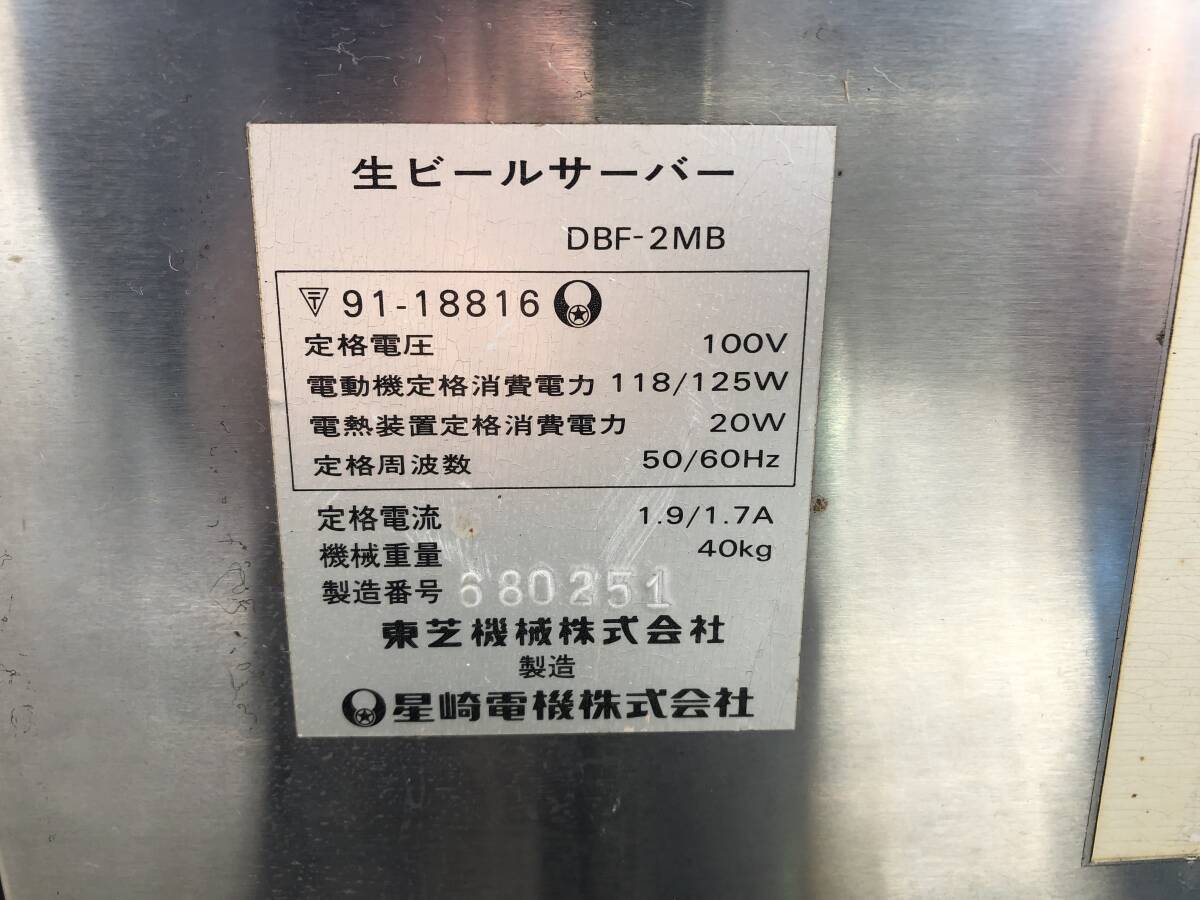 生ビールサーバー
DBF-2MB
91-18816
定格電圧 100V
電動機定格消費電力 118/125W
電熱装置定格消費電力 20W
定格周波数 50/60Hz
定格電流 1.9/1.7A
機械重量 40kg
製造番号 680251
東芝機械株式会社
製造
星崎電機株式会社